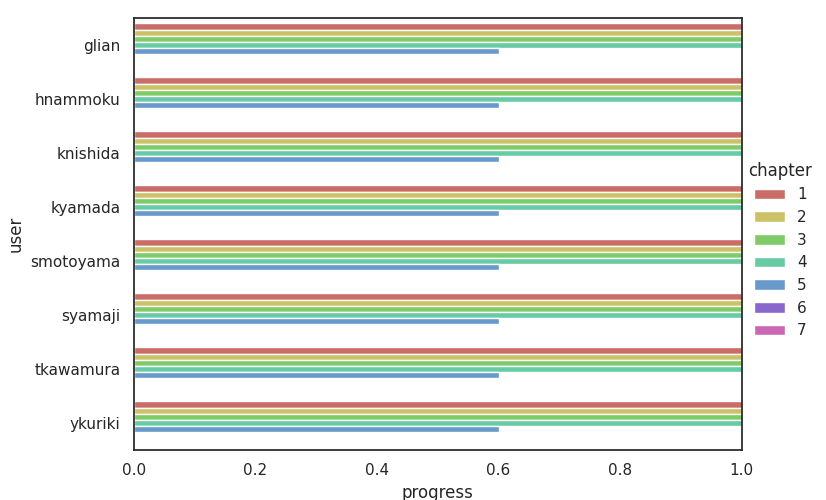 glian
hnammoku
knishida
kyamada
smotoyama
syamaji
tkawamura
ykuriki
user
0.0 0.2 0.4 0.6 0.8 1.0
progress
chapter
1
2
3
4
5
6
7